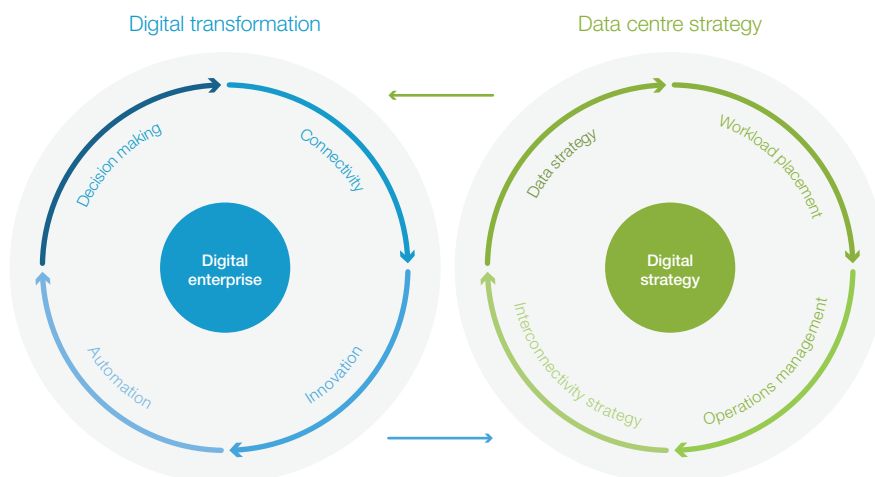 Digital transformation
Decision making
Connectivity
Digital
enterprise
Automation
Innovation
Data centre strategy
Data strategy
Workload placement
Digital
strategy
Interconnectivity strategy
Operations management